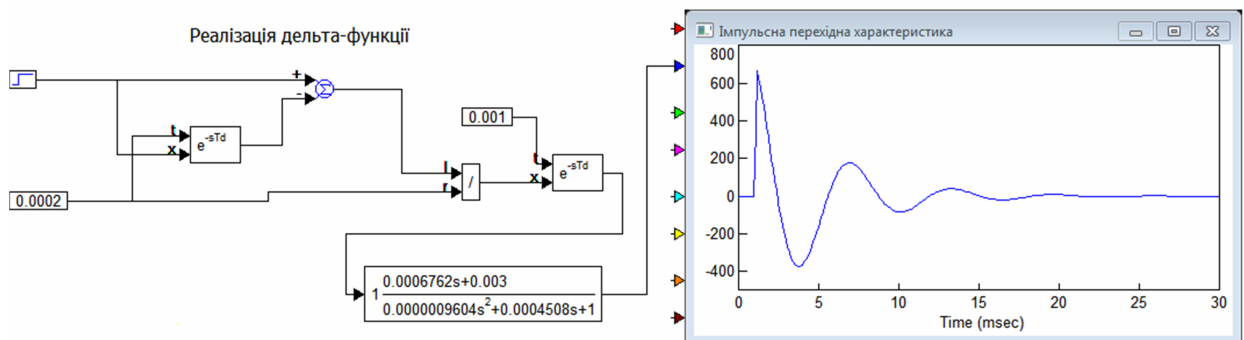 Реалізація дельта-функції
+
-
Σ
t
x
e^-sTd
0.0002
l
r
/
0.001
t
x
e^-sTd
1 0.0006762s+0.003
0.0000009604s^2+0.0004508s+1
Імпульсна перехідна характеристика
800
600
400
200
0
-200
-400
0 5 10 15 20 25 30
Time (msec)